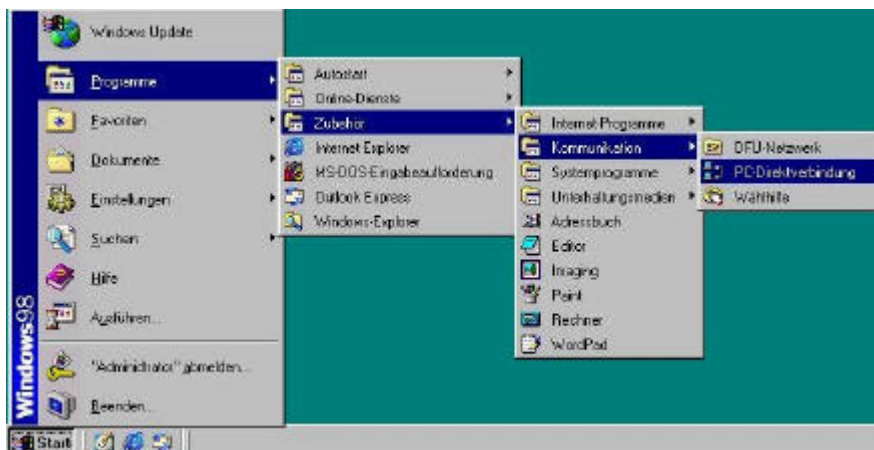 Windows Update
Programme
Favoriten
Dokumente
Einstellungen
Suchen
Hilfe
Ausführen...
"Administrator" abmelden...
Beenden...
Windows98
Start
Autostart
Online-Dienste
Zubehör
Internet Explorer
MS-DOS-Eingabeaufforderung
Outlook Express
Windows-Explorer
Internet-Programme
Kommunikation
Systemprogramme
Unterhaltungsmedien
Adressbuch
Editor
Imaging
Paint
Rechner
WordPad
DFÜ-Netzwerk
PC-Direktverbindung
Wählhilfe